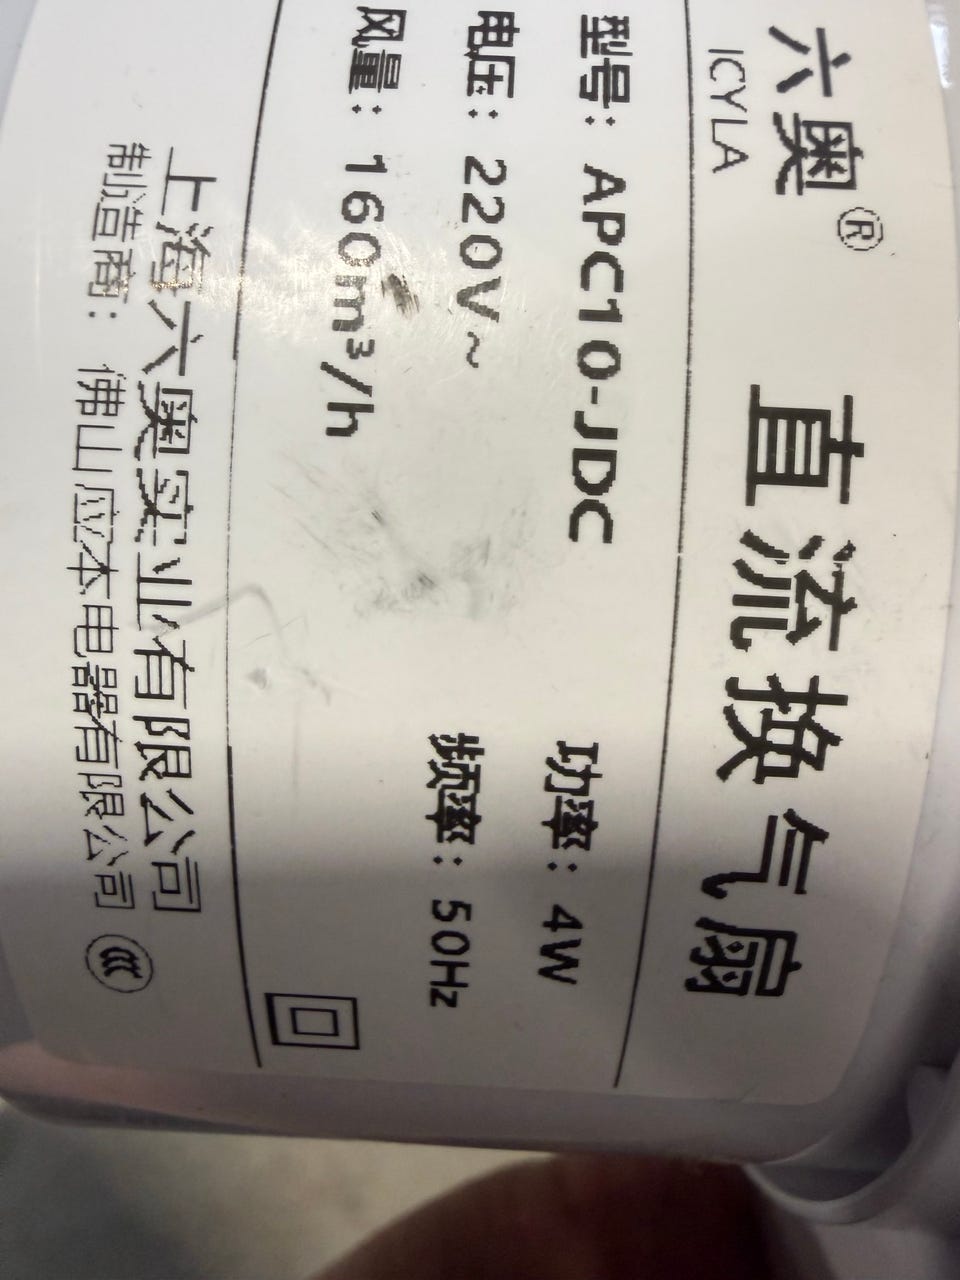 六奥® 直流换气扇
ICYLA
型号：APC10-JDC 功率：4W
电压：220V~ 频率：50Hz
风量：160m³/h
上海六奥实业有限公司
制造商：佛山应本电器有限公司 CCC